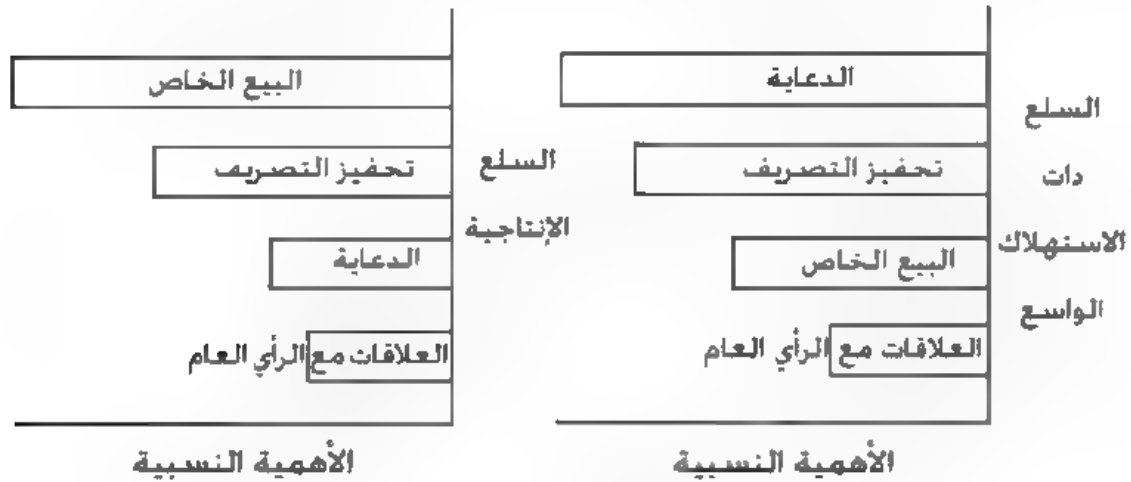 الدعاية
تحفيز التصريف
البيع الخاص
العلاقات مع الرأي العام
السلع
دات
الاستهلاك
الواسع
الأهمية النسبية
البيع الخاص
تحفيز التصريف
الدعاية
العلاقات مع الرأي العام
السلع
الإنتاجية
الأهمية النسبية